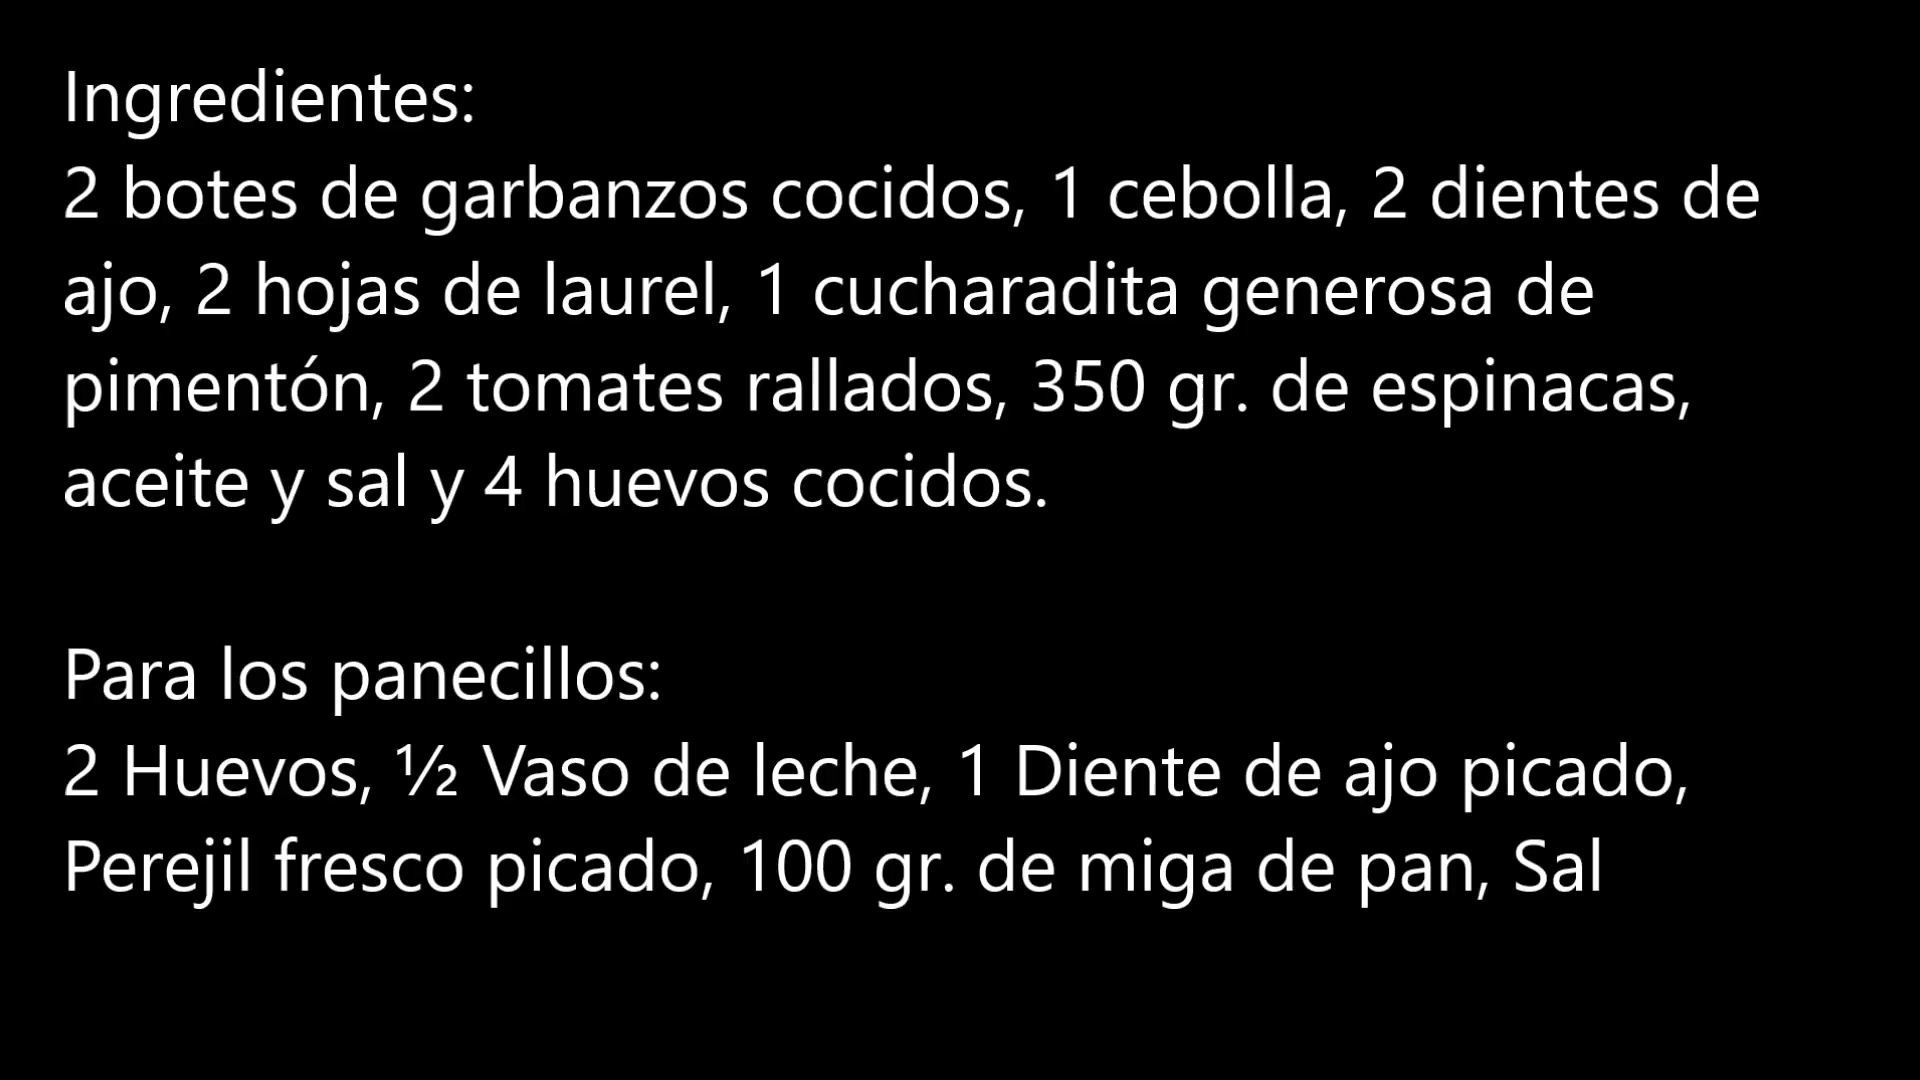 Ingredientes:
2 botes de garbanzos cocidos, 1 cebolla, 2 dientes de
ajo, 2 hojas de laurel, 1 cucharadita generosa de
pimentón, 2 tomates rallados, 350 gr. de espinacas,
aceite y sal y 4 huevos cocidos.
Para los panecillos:
2 Huevos, ½ Vaso de leche, 1 Diente de ajo picado,
Perejil fresco picado, 100 gr. de miga de pan, Sal